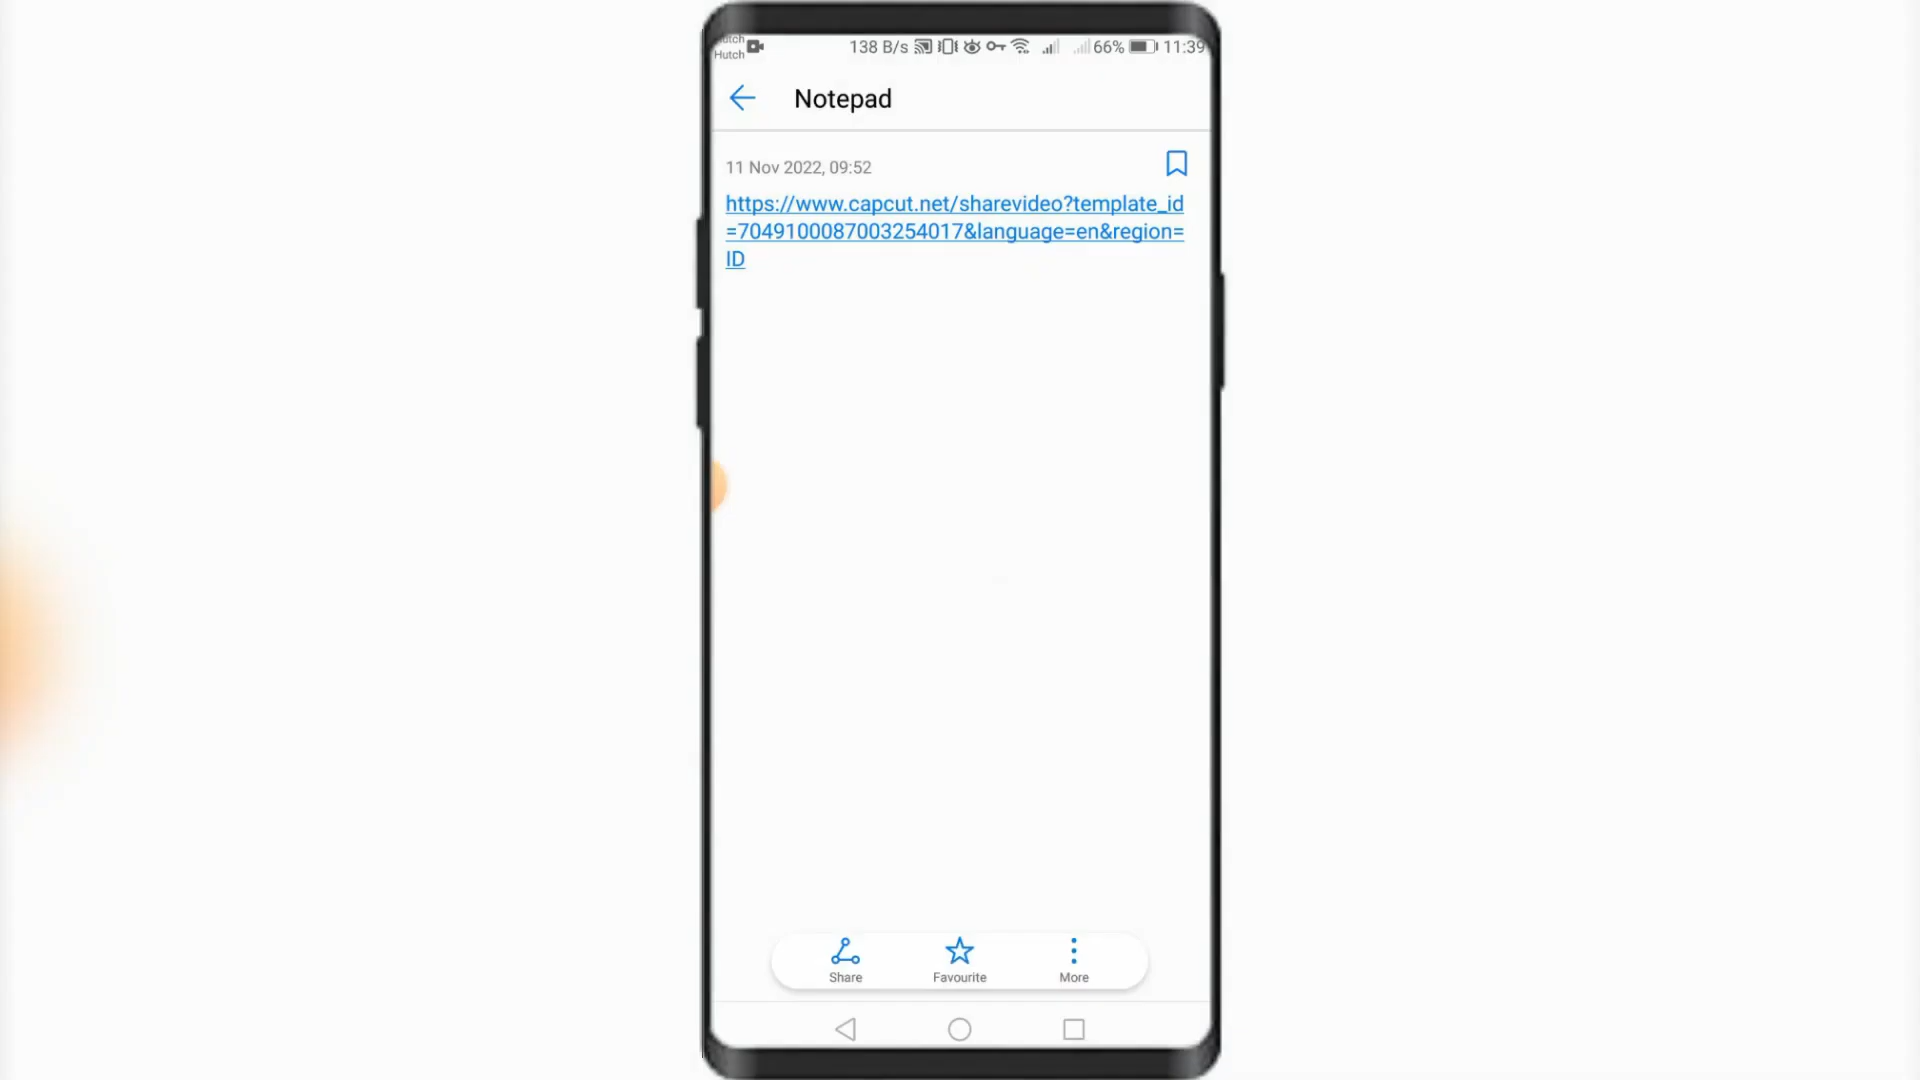 Hutch 138 B/s 66% 11:39
Notepad
11 Nov 2022, 09:52
https://www.capcut.net/sharevideo?template_id
=7049100087003254017&language=en&region=
ID
Share Favourite More